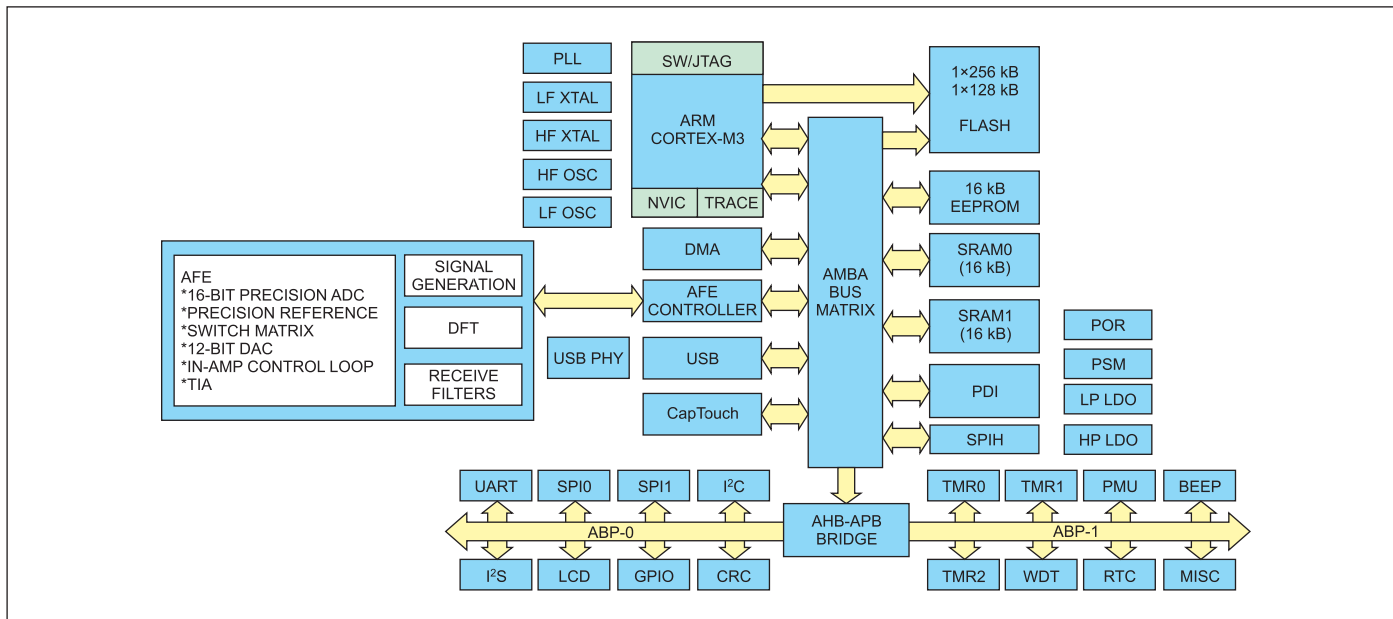 PLL
LF XTAL
HF XTAL
HF OSC
LF OSC
SW/JTAG
ARM
CORTEX-M3
NVIC
TRACE
1×256 kB
1×128 kB
FLASH
16 kB
EEPROM
SRAM0
(16 kB)
SRAM1
(16 kB)
PDI
SPIH
POR
PSM
LP LDO
HP LDO
AMBA
BUS
MATRIX
DMA
AFE
CONTROLLER
USB
CapTouch
USB PHY
AFE
*16-BIT PRECISION ADC
*PRECISION REFERENCE
*SWITCH MATRIX
*12-BIT DAC
*IN-AMP CONTROL LOOP
*TIA
SIGNAL
GENERATION
DFT
RECEIVE
FILTERS
UART
SPI0
SPI1
I²C
ABP-0
I²S
LCD
GPIO
CRC
AHB-APB
BRIDGE
TMR0
TMR1
PMU
BEEP
ABP-1
TMR2
WDT
RTC
MISC